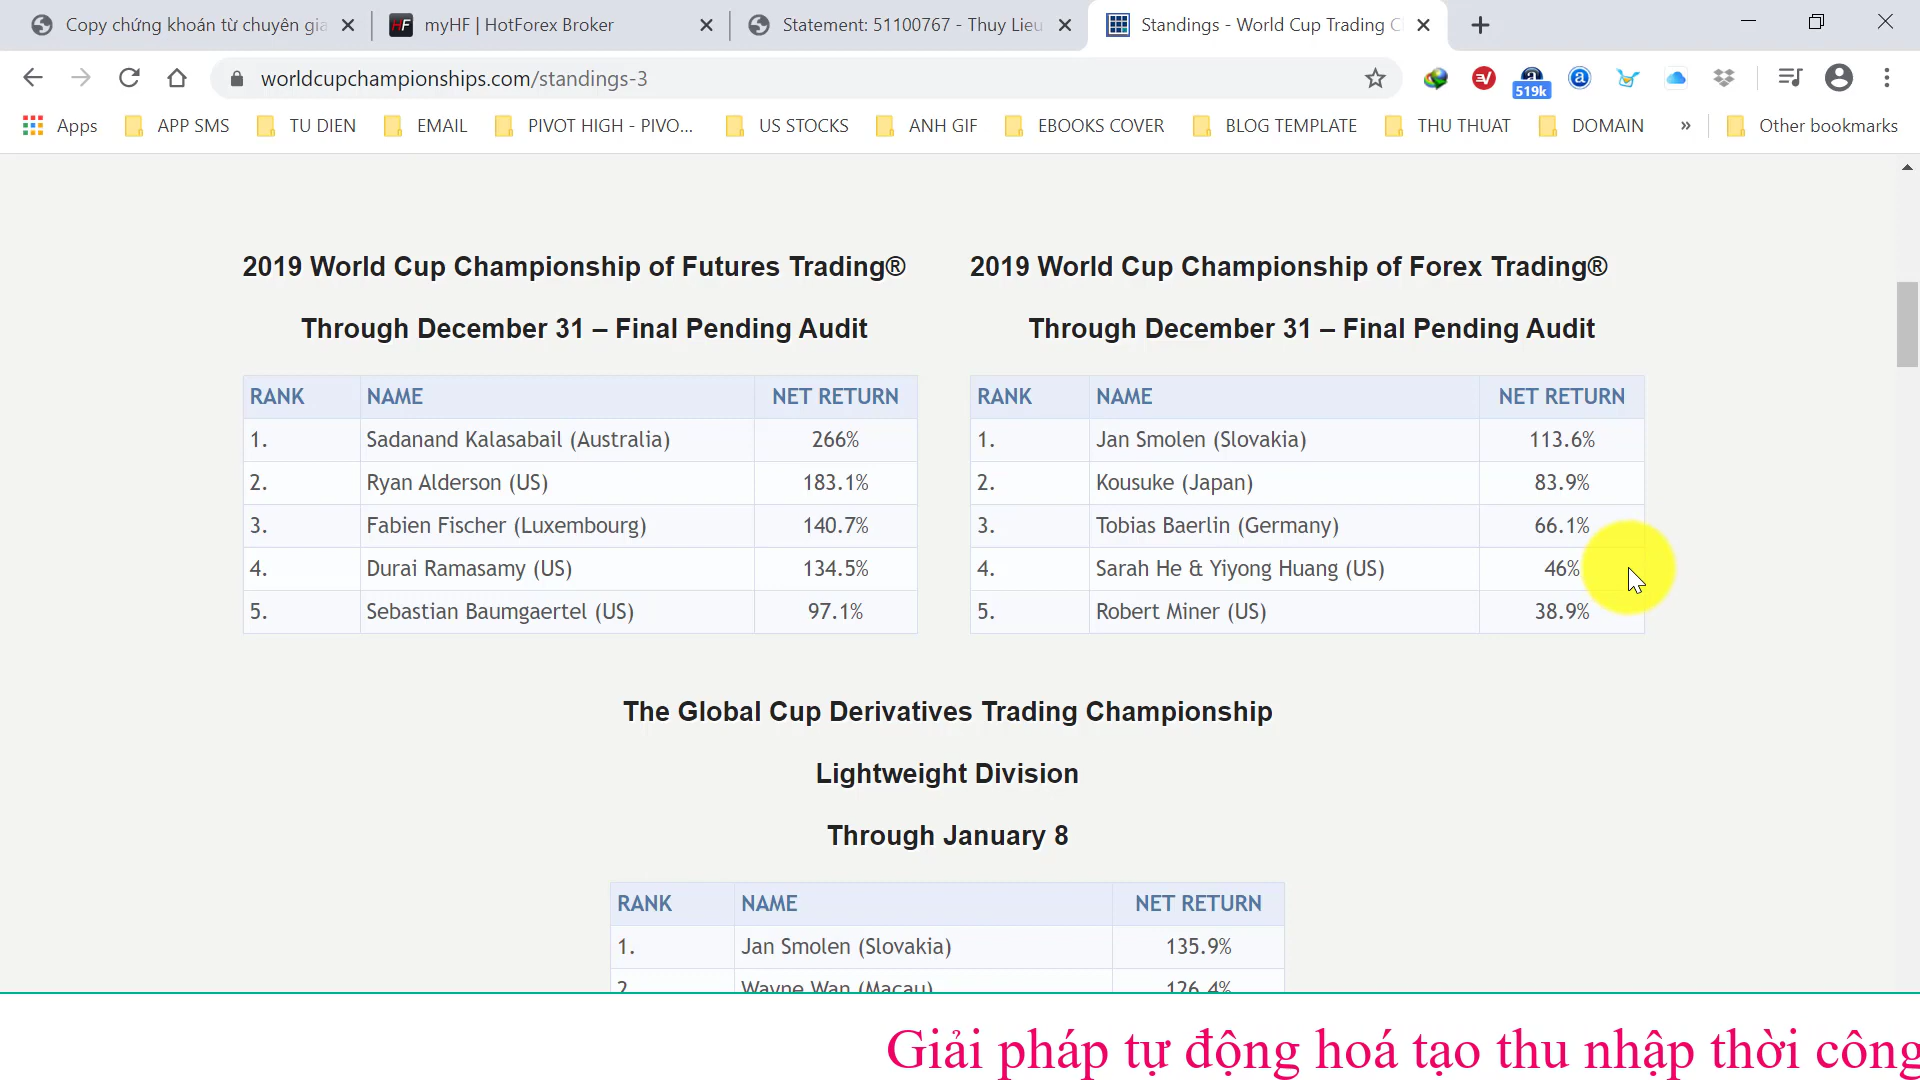 Copy chứng khoán từ chuyên gia
myHF | HotForex Broker
Statement: 51100767 - Thuy Lieu
Standings - World Cup Trading C
worldcupchampionships.com/standings-3
519k
Apps
APP SMS
TU DIEN
EMAIL
PIVOT HIGH - PIVO...
US STOCKS
ANH GIF
EBOOKS COVER
BLOG TEMPLATE
THU THUAT
DOMAIN
»
Other bookmarks
2019 World Cup Championship of Futures Trading®
Through December 31 – Final Pending Audit
RANK NAME NET RETURN
1. Sadanand Kalasabail (Australia) 266%
2. Ryan Alderson (US) 183.1%
3. Fabien Fischer (Luxembourg) 140.7%
4. Durai Ramasamy (US) 134.5%
5. Sebastian Baumgaertel (US) 97.1%
2019 World Cup Championship of Forex Trading®
Through December 31 – Final Pending Audit
RANK NAME NET RETURN
1. Jan Smolen (Slovakia) 113.6%
2. Kousuke (Japan) 83.9%
3. Tobias Baerlin (Germany) 66.1%
4. Sarah He & Yiyong Huang (US) 46%
5. Robert Miner (US) 38.9%
The Global Cup Derivatives Trading Championship
Lightweight Division
Through January 8
RANK NAME NET RETURN
1. Jan Smolen (Slovakia) 135.9%
2. Wayne Wan (Macau) 126.4%
Giải pháp tự động hoá tạo thu nhập thời công